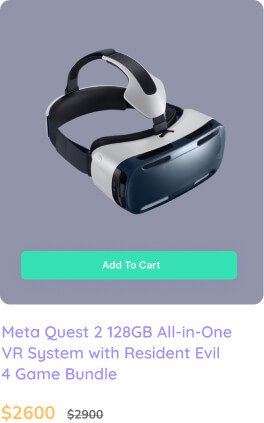 Add To Cart
Meta Quest 2 128GB All-in-One
VR System with Resident Evil
4 Game Bundle
$2600 $2900